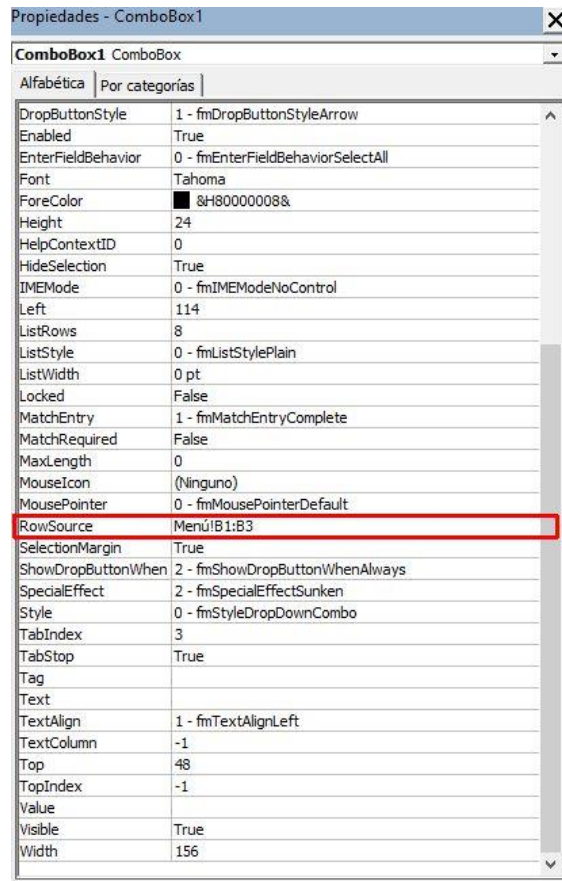 Propiedades - ComboBox1
ComboBox1 ComboBox
Alfabética Por categorías
DropButtonStyle 1 - fmDropButtonStyleArrow
Enabled True
EnterFieldBehavior 0 - fmEnterFieldBehaviorSelectAll
Font Tahoma
ForeColor &H80000008&
Height 24
HelpContextID 0
HideSelection True
IMEMode 0 - fmIMEModeNoControl
Left 114
ListRows 8
ListStyle 0 - fmListStylePlain
ListWidth 0 pt
Locked False
MatchEntry 1 - fmMatchEntryComplete
MatchRequired False
MaxLength 0
MouseIcon (Ninguno)
MousePointer 0 - fmMousePointerDefault
RowSource Menú!B1:B3
SelectionMargin True
ShowDropButtonWhen 2 - fmShowDropButtonWhenAlways
SpecialEffect 2 - fmSpecialEffectSunken
Style 0 - fmStyleDropDownCombo
TabIndex 3
TabStop True
Tag
Text
TextAlign 1 - fmTextAlignLeft
TextColumn -1
Top 48
TopIndex -1
Value
Visible True
Width 156